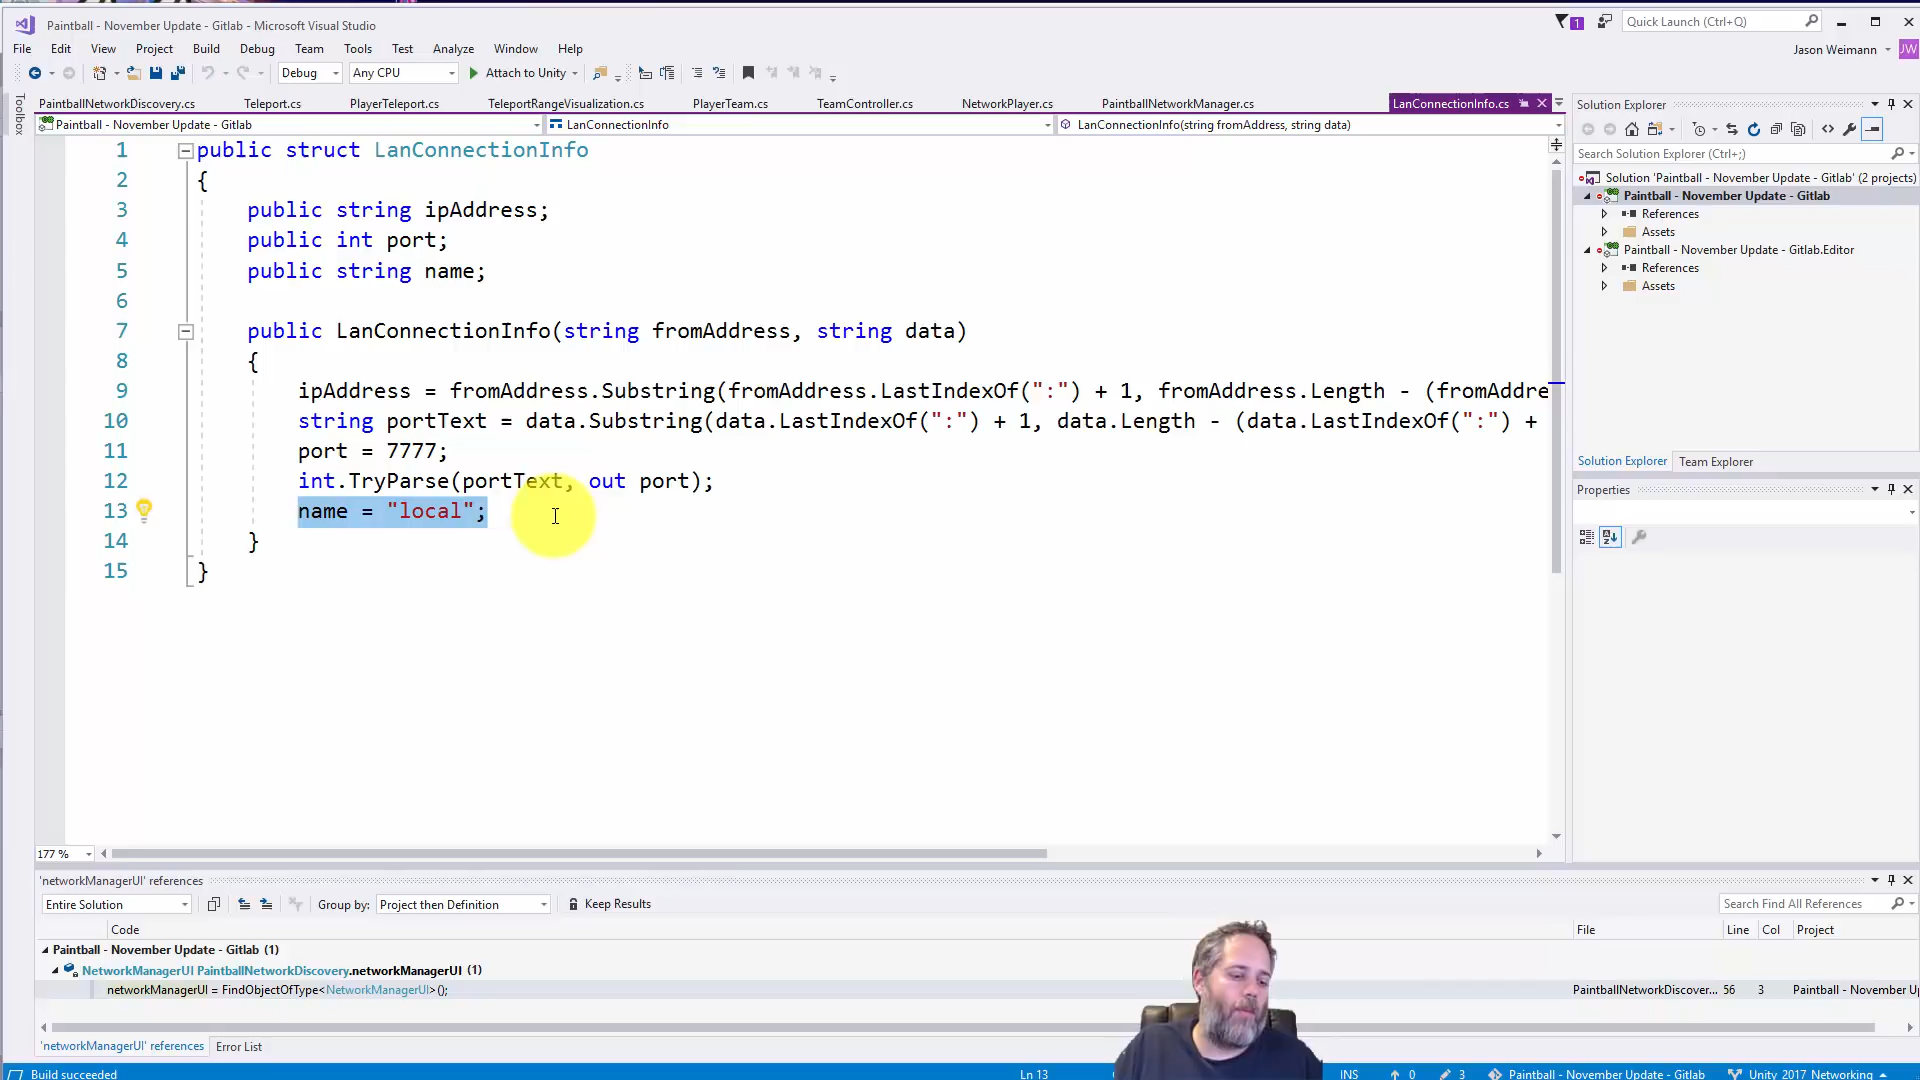 Paintball - November Update - Gitlab - Microsoft Visual Studio
1
Quick Launch (Ctrl+Q)
File Edit View Project Build Debug Team Tools Test Analyze Window Help
Jason Weimann JW
Debug Any CPU Attach to Unity
Toolbox
PaintballNetworkDiscovery.cs Teleport.cs PlayerTeleport.cs TeleportRangeVisualization.cs PlayerTeam.cs TeamController.cs NetworkPlayer.cs PaintballNetworkManager.cs LanConnectionInfo.cs
Paintball - November Update - Gitlab LanConnectionInfo LanConnectionInfo(string fromAddress, string data)
1 public struct LanConnectionInfo
2 {
3 public string ipAddress;
4 public int port;
5 public string name;
6
7 public LanConnectionInfo(string fromAddress, string data)
8 {
9 ipAddress = fromAddress.Substring(fromAddress.LastIndexOf(":") + 1, fromAddress.Length - (fromAddre
10 string portText = data.Substring(data.LastIndexOf(":") + 1, data.Length - (data.LastIndexOf(":") +
11 port = 7777;
12 int.TryParse(portText, out port);
13 name = "local";
14 }
15 }
177 %
Solution Explorer
Search Solution Explorer (Ctrl+;)
Solution 'Paintball - November Update - Gitlab' (2 projects)
Paintball - November Update - Gitlab
References
Assets
Paintball - November Update - Gitlab.Editor
References
Assets
Solution Explorer Team Explorer
Properties
'networkManagerUI' references
Entire Solution Group by: Project then Definition Keep Results
Search Find All References
Code File Line Col Project
Paintball - November Update - Gitlab (1)
NetworkManagerUI PaintballNetworkDiscovery.networkManagerUI (1)
networkManagerUI = FindObjectOfType<NetworkManagerUI>(); PaintballNetworkDiscover... 56 3 Paintball - November Up
'networkManagerUI' references Error List
Build succeeded Ln 13 INS 0 3 Paintball - November Update - Gitlab Unity 2017 Networking